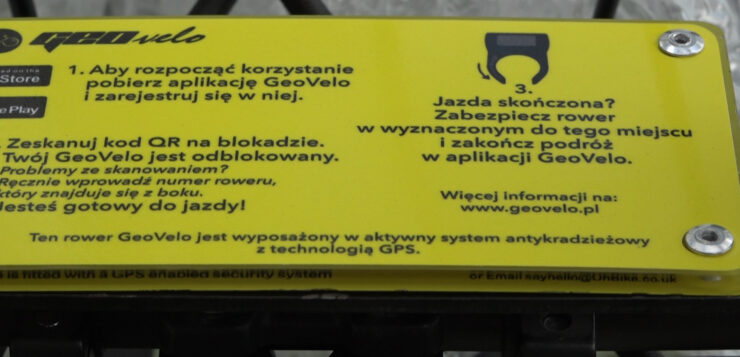 GEOvelo
on the
Store
Play
1. Aby rozpocząć korzystanie
pobierz aplikację GeoVelo
i zarejestruj się w niej.
Zeskanuj kod QR na blokadzie.
Twój GeoVelo jest odblokowany.
Problemy ze skanowaniem?
Ręcznie wprowadź numer roweru,
który znajduje się z boku.
Jesteś gotowy do jazdy!
3.
Jazda skończona?
Zabezpiecz rower
w wyznaczonym do tego miejscu
i zakończ podróż
w aplikacji GeoVelo.
Więcej informacji na:
www.geovelo.pl
Ten rower GeoVelo jest wyposażony w aktywny system antykradzieżowy
z technologią GPS.
is fitted with a GPS enabled security system
or Email sayhello@UhBike.co.uk